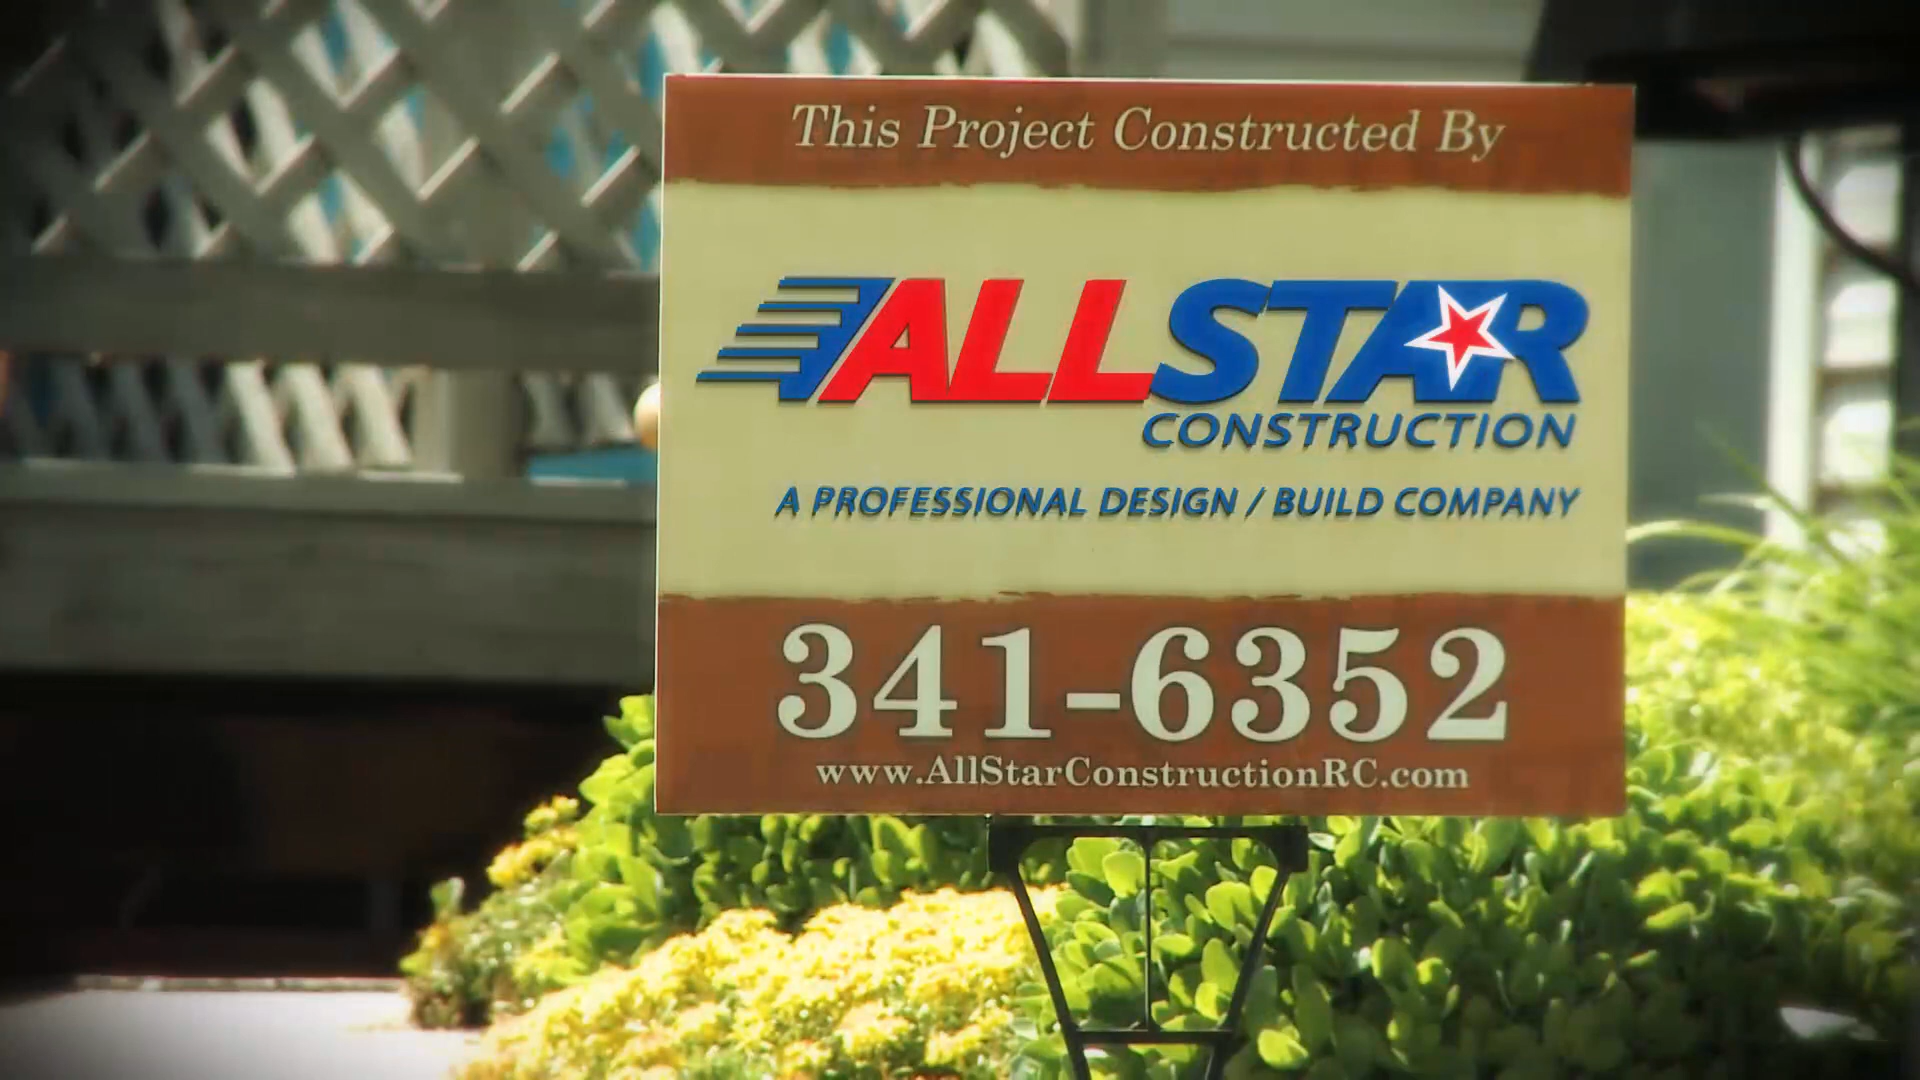 This Project Constructed By
ALLSTAR
CONSTRUCTION
A PROFESSIONAL DESIGN / BUILD COMPANY
341-6352
www.AllStarConstructionRC.com